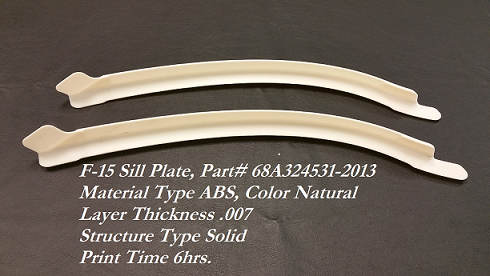 F-15 Sill Plate, Part# 68A324531-2013
Material Type ABS, Color Natural
Layer Thickness .007
Structure Type Solid
Print Time 6hrs.